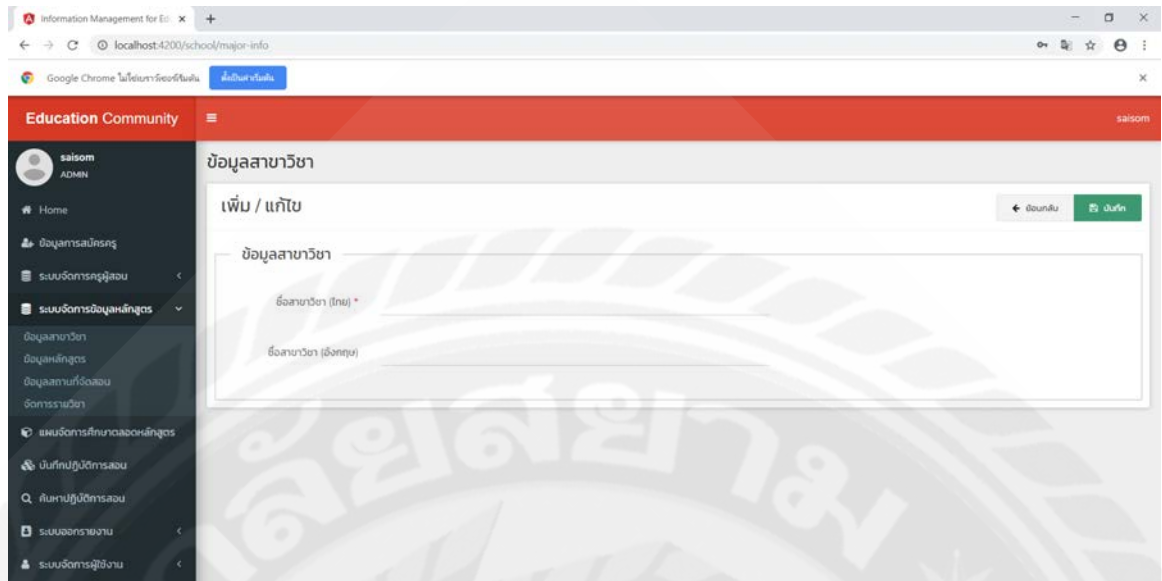 Information Management for Ed
localhost:4200/school/major-info
Google Chrome ไม่ใช่เบราว์เซอร์เริ่มต้น ตั้งเป็นค่าเริ่มต้น
Education Community
saisom
saisom
ADMIN
Home
ข้อมูลการสมัครครู
ระบบจัดการครูผู้สอน
ระบบจัดการข้อมูลหลักสูตร
ข้อมูลสาขาวิชา
ข้อมูลหลักสูตร
ข้อมูลสถานที่จัดสอบ
จัดการรายวิชา
แผนจัดการศึกษาตลอดหลักสูตร
บันทึกปฏิบัติการสอน
ค้นหาปฏิบัติการสอน
ระบบออกรายงาน
ระบบจัดการผู้ใช้งาน
ข้อมูลสาขาวิชา
เพิ่ม / แก้ไข
ย้อนกลับ
บันทึก
ข้อมูลสาขาวิชา
ชื่อสาขาวิชา (ไทย) *
ชื่อสาขาวิชา (อังกฤษ)
ลัยสยาม